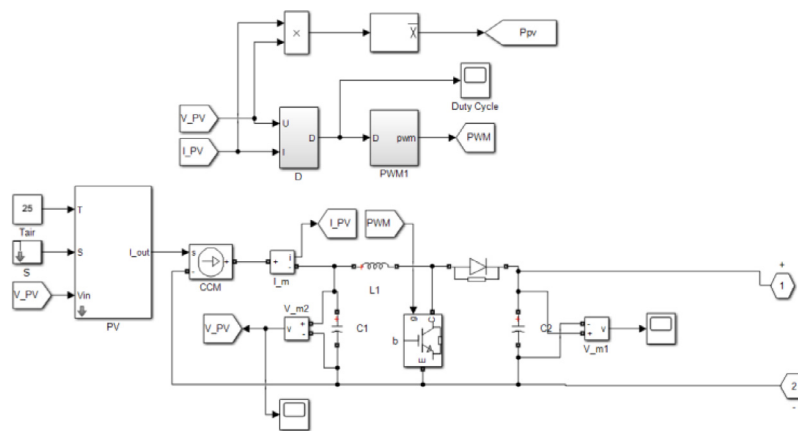 ×
X
Ppv
Duty Cycle
V_PV
I_PV
U
I
D
D
D
pwm
PWM1
PWM
25
Tair
S
V_PV
T
S
Vin
I_out
PV
s
-
+
CCM
+
i
-
I_m
I_PV
PWM
L1
V_PV
V_m2
v
+
-
+
C1
g
C
b
E
+
C2
-
+
v
V_m1
+
1
2
-